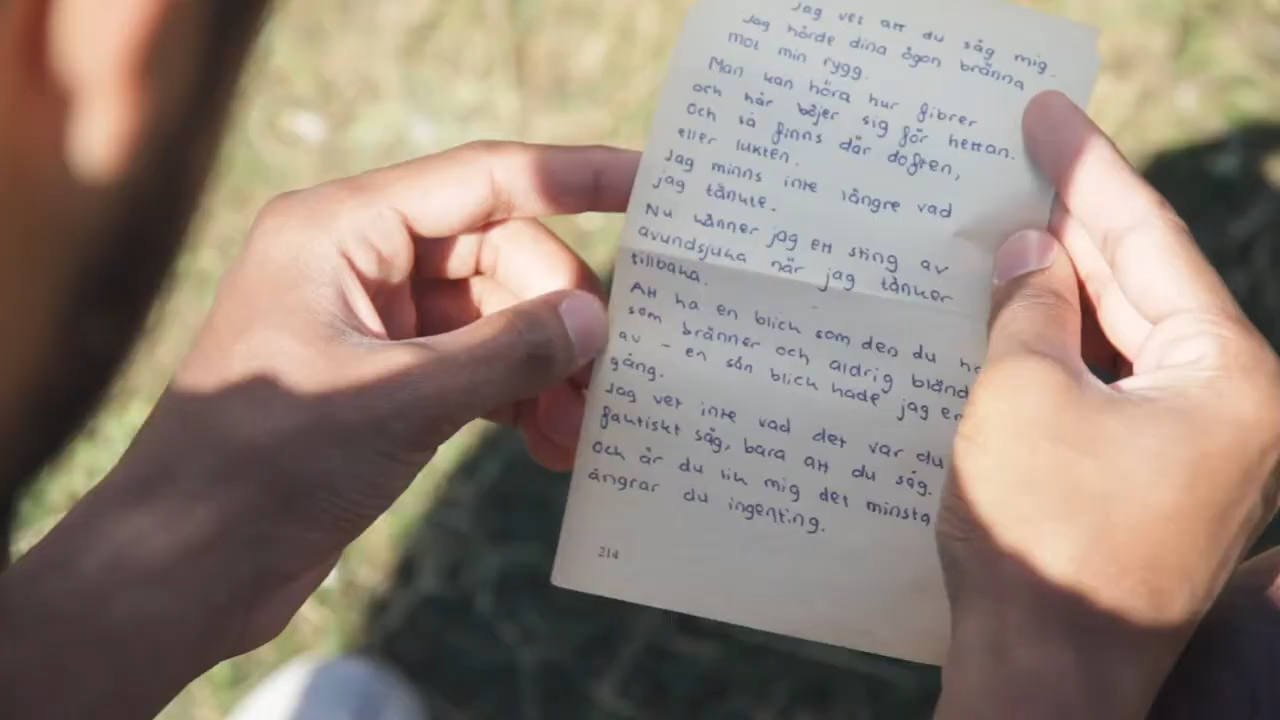 Jag vet att du såg mig.
Jag hörde dina ögon bränna
mot min rygg.
Man kan höra hur fibrer
och hår böjer sig för hettan.
Och så finns där doften,
eller lukten.
Jag minns inte längre vad
jag tänkte.
Nu känner jag ett sting av
avundsjuka när jag tänker
tillbaka.
Att ha en blick som den du
som bränner och aldrig
av - en sån blick hade jag en
gång.
Jag vet inte vad det var du
faktiskt såg, bara att du såg.
Och är du lik mig det minsta
ångrar du ingenting.
214